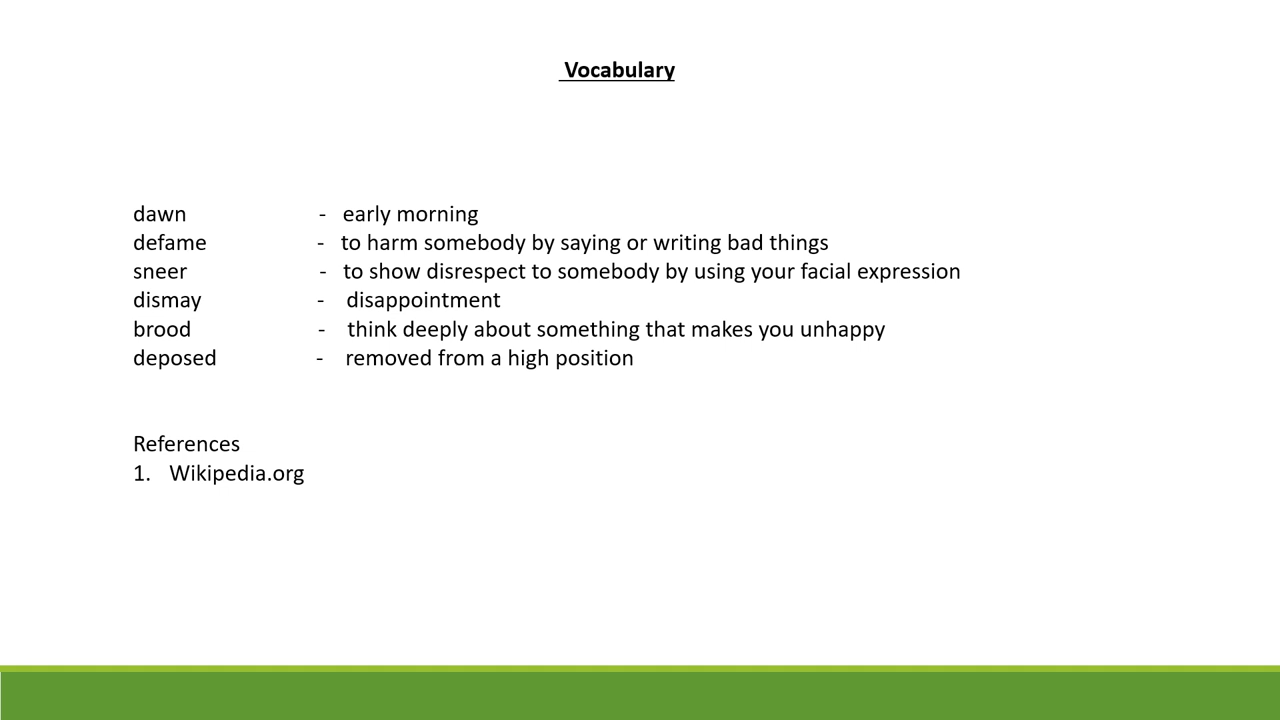 Vocabulary
dawn - early morning
defame - to harm somebody by saying or writing bad things
sneer - to show disrespect to somebody by using your facial expression
dismay - disappointment
brood - think deeply about something that makes you unhappy
deposed - removed from a high position
References
1. Wikipedia.org